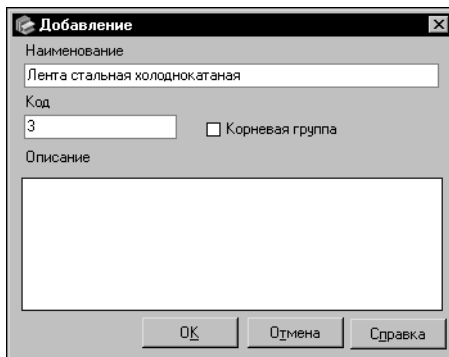 Добавление
Наименование
Лента стальная холоднокатаная
Код
3
Корневая группа
Описание
OK Отмена Справка